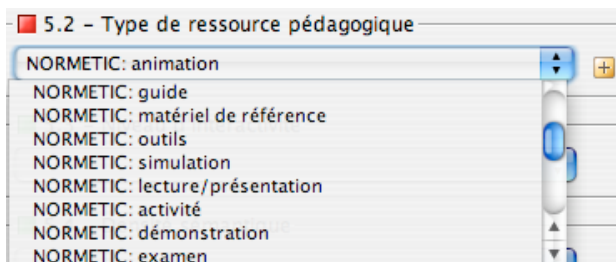 5.2 – Type de ressource pédagogique
NORMETIC: animation
NORMETIC: guide
NORMETIC: matériel de référence
NORMETIC: outils
NORMETIC: simulation
NORMETIC: lecture/présentation
NORMETIC: activité
NORMETIC: démonstration
NORMETIC: examen